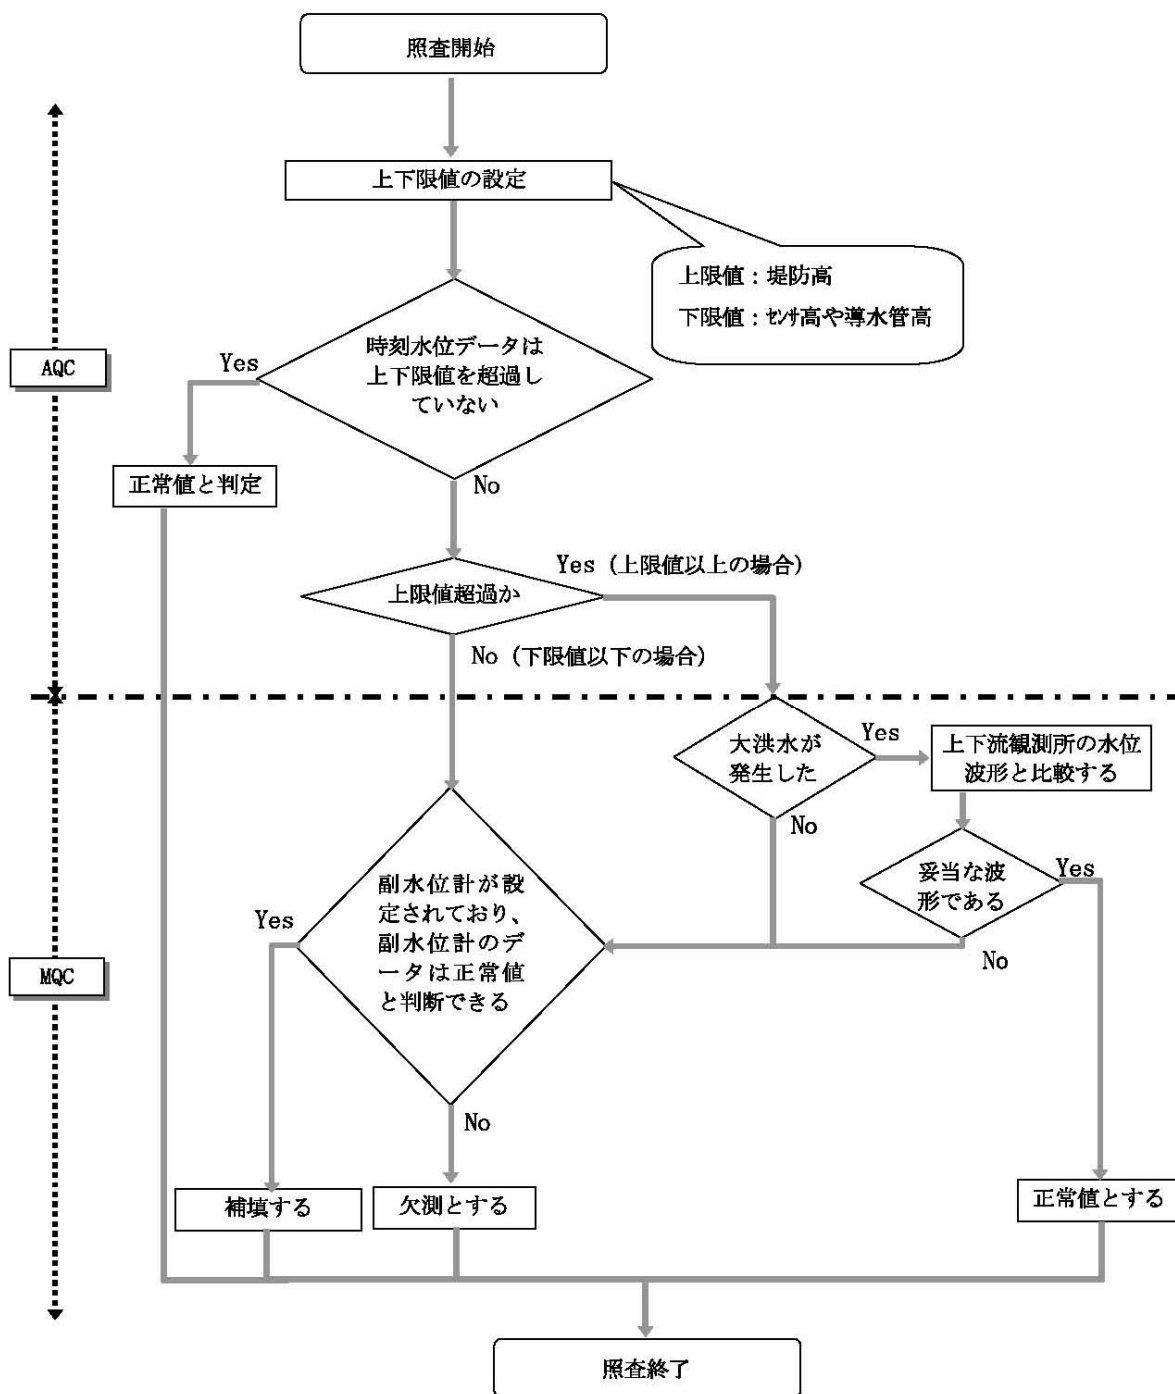 照査開始
上下限値の設定
上限値：堤防高
下限値：ｾﾝｻ高や導水管高
時刻水位データは
上下限値を超過し
ていない
Yes
AQC
正常値と判定
No
Yes (上限値以上の場合)
上限値超過か
No (下限値以下の場合)
大洪水が
発生した
Yes
上下流観測所の水位
波形と比較する
No
妥当な波
形である
Yes
No
副水位計が設
定されており、
副水位計のデ
ータは正常値
と判断できる
Yes
MQC
No
補填する
欠測とする
正常値とする
照査終了